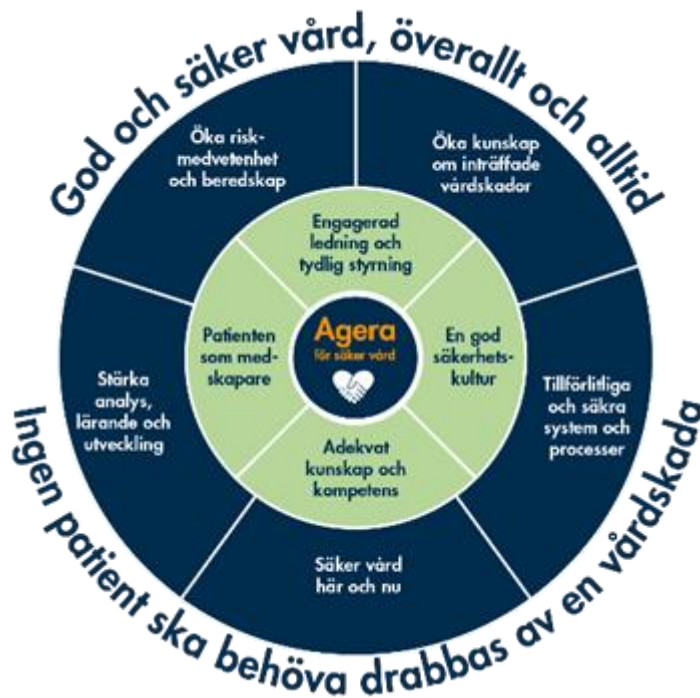 God och säker vård, överallt och alltid
Öka risk-
medvetenhet
och beredskap
Öka kunskap
om inträffade
vårdskador
Engagerad
ledning och
tydlig styrning
Patienten
som med-
skapare
Agera
för säker vård
En god
säkerhets-
kultur
Stärka
analys,
lärande och
utveckling
Tillförlitliga
och säkra
system och
processer
Adekvat
kunskap och
kompetens
Säker vård
här och nu
Ingen patient ska behöva drabbas av en vårdskada